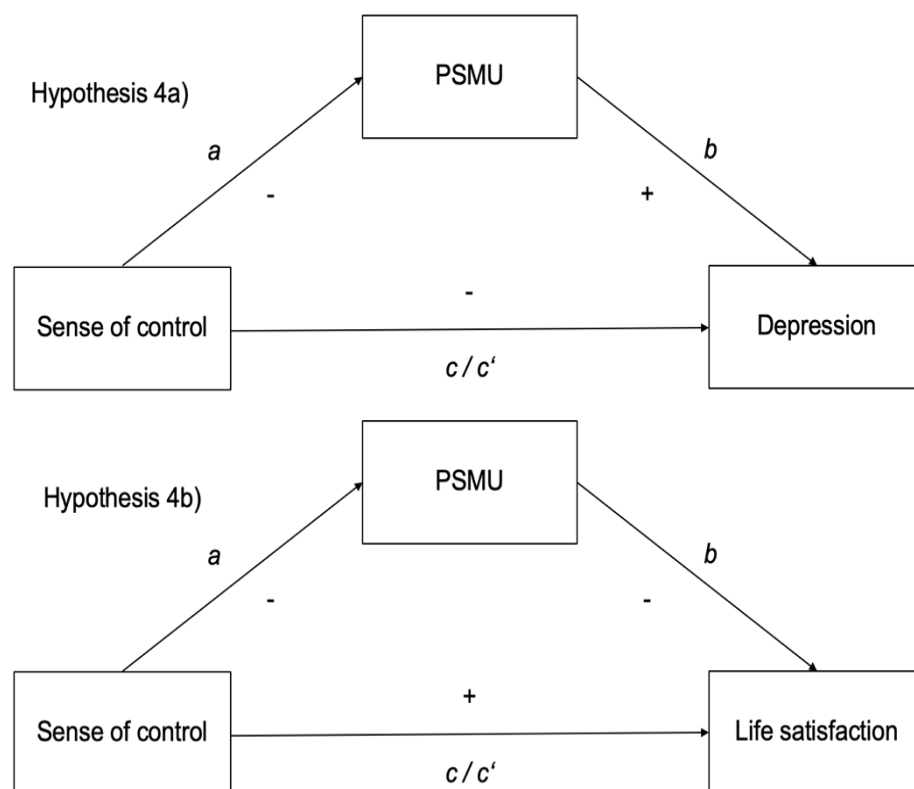 PSMU
Hypothesis 4a)
a
b
-
+
-
Sense of control
Depression
c / c‘
PSMU
Hypothesis 4b)
a
b
-
-
+
Sense of control
Life satisfaction
c / c‘